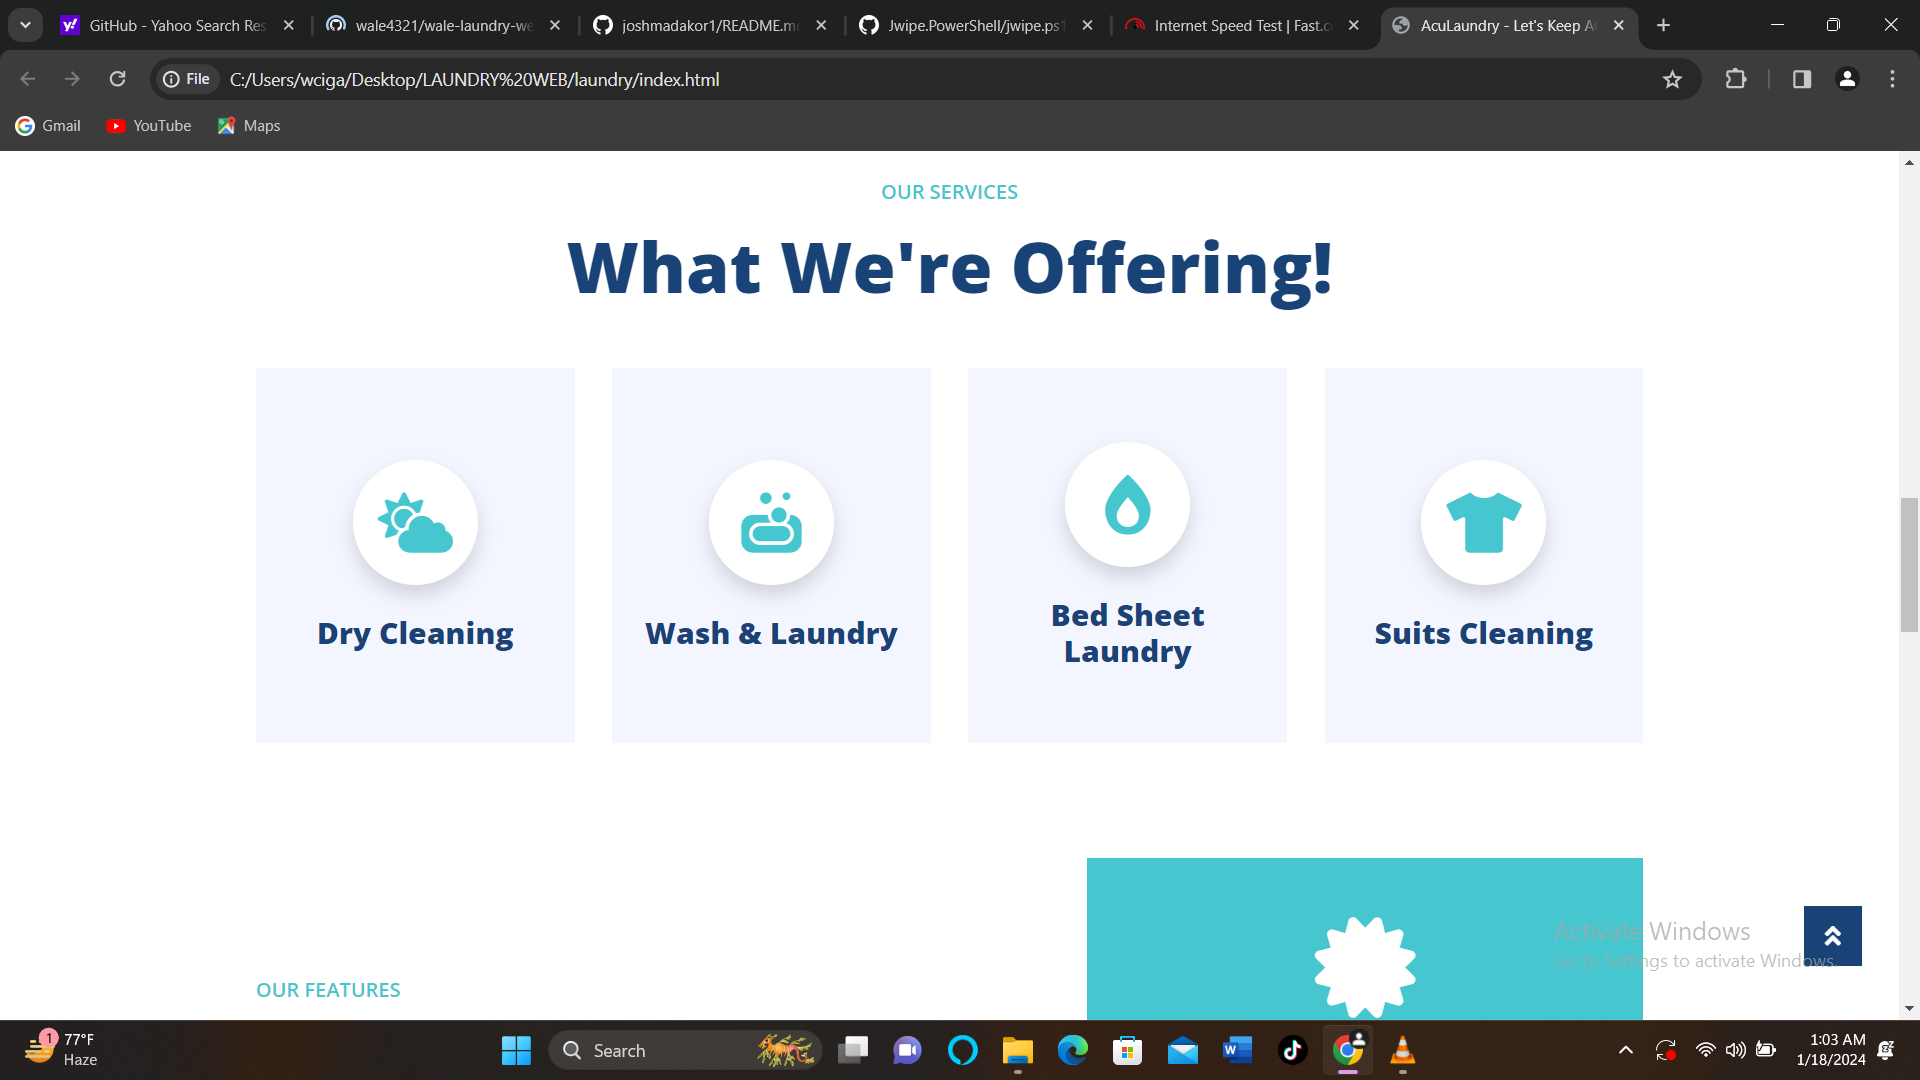 GitHub - Yahoo Search Res
wale4321/wale-laundry-we
joshmadakor1/README.m
Jwipe.PowerShell/jwipe.ps1
Internet Speed Test | Fast.c
AcuLaundry - Let's Keep A
File
C:/Users/wciga/Desktop/LAUNDRY%20WEB/laundry/index.html
Gmail
YouTube
Maps
OUR SERVICES
What We're Offering!
Dry Cleaning
Wash & Laundry
Bed Sheet
Laundry
Suits Cleaning
OUR FEATURES
Activate Windows
Go to Settings to activate Windows.
1
77°F
Haze
Search
1:03 AM
1/18/2024